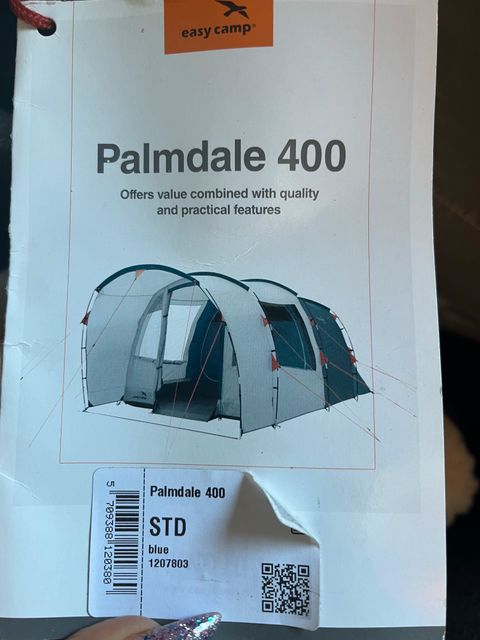 easy camp®
Palmdale 400
Offers value combined with quality
and practical features
Palmdale 400
STD
blue
1207803
5 709388 120380